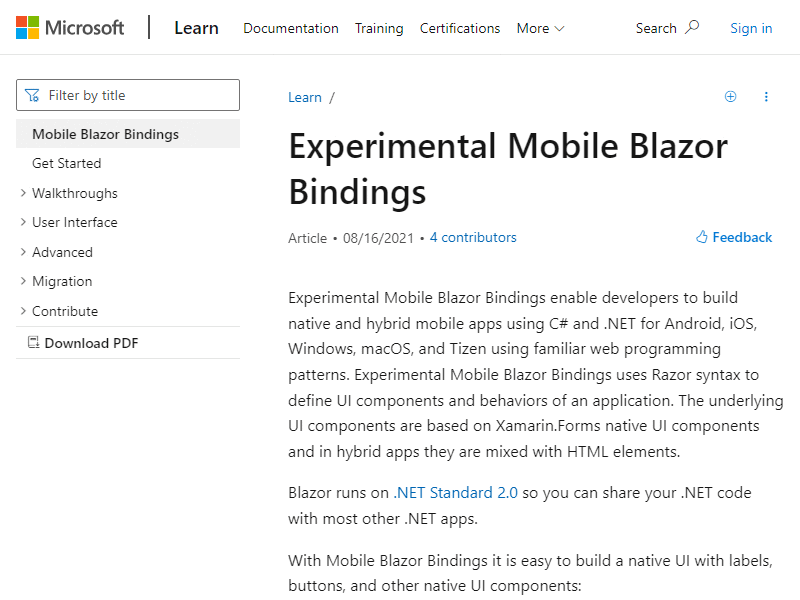 Microsoft
Learn
Documentation Training Certifications More
Search
Sign in
Filter by title
Mobile Blazor Bindings
Get Started
Walkthroughs
User Interface
Advanced
Migration
Contribute
Download PDF
Learn /
Experimental Mobile Blazor
Bindings
Article • 08/16/2021 • 4 contributors
Feedback
Experimental Mobile Blazor Bindings enable developers to build
native and hybrid mobile apps using C# and .NET for Android, iOS,
Windows, macOS, and Tizen using familiar web programming
patterns. Experimental Mobile Blazor Bindings uses Razor syntax to
define UI components and behaviors of an application. The underlying
UI components are based on Xamarin.Forms native UI components
and in hybrid apps they are mixed with HTML elements.
Blazor runs on .NET Standard 2.0 so you can share your .NET code
with most other .NET apps.
With Mobile Blazor Bindings it is easy to build a native UI with labels,
buttons, and other native UI components: